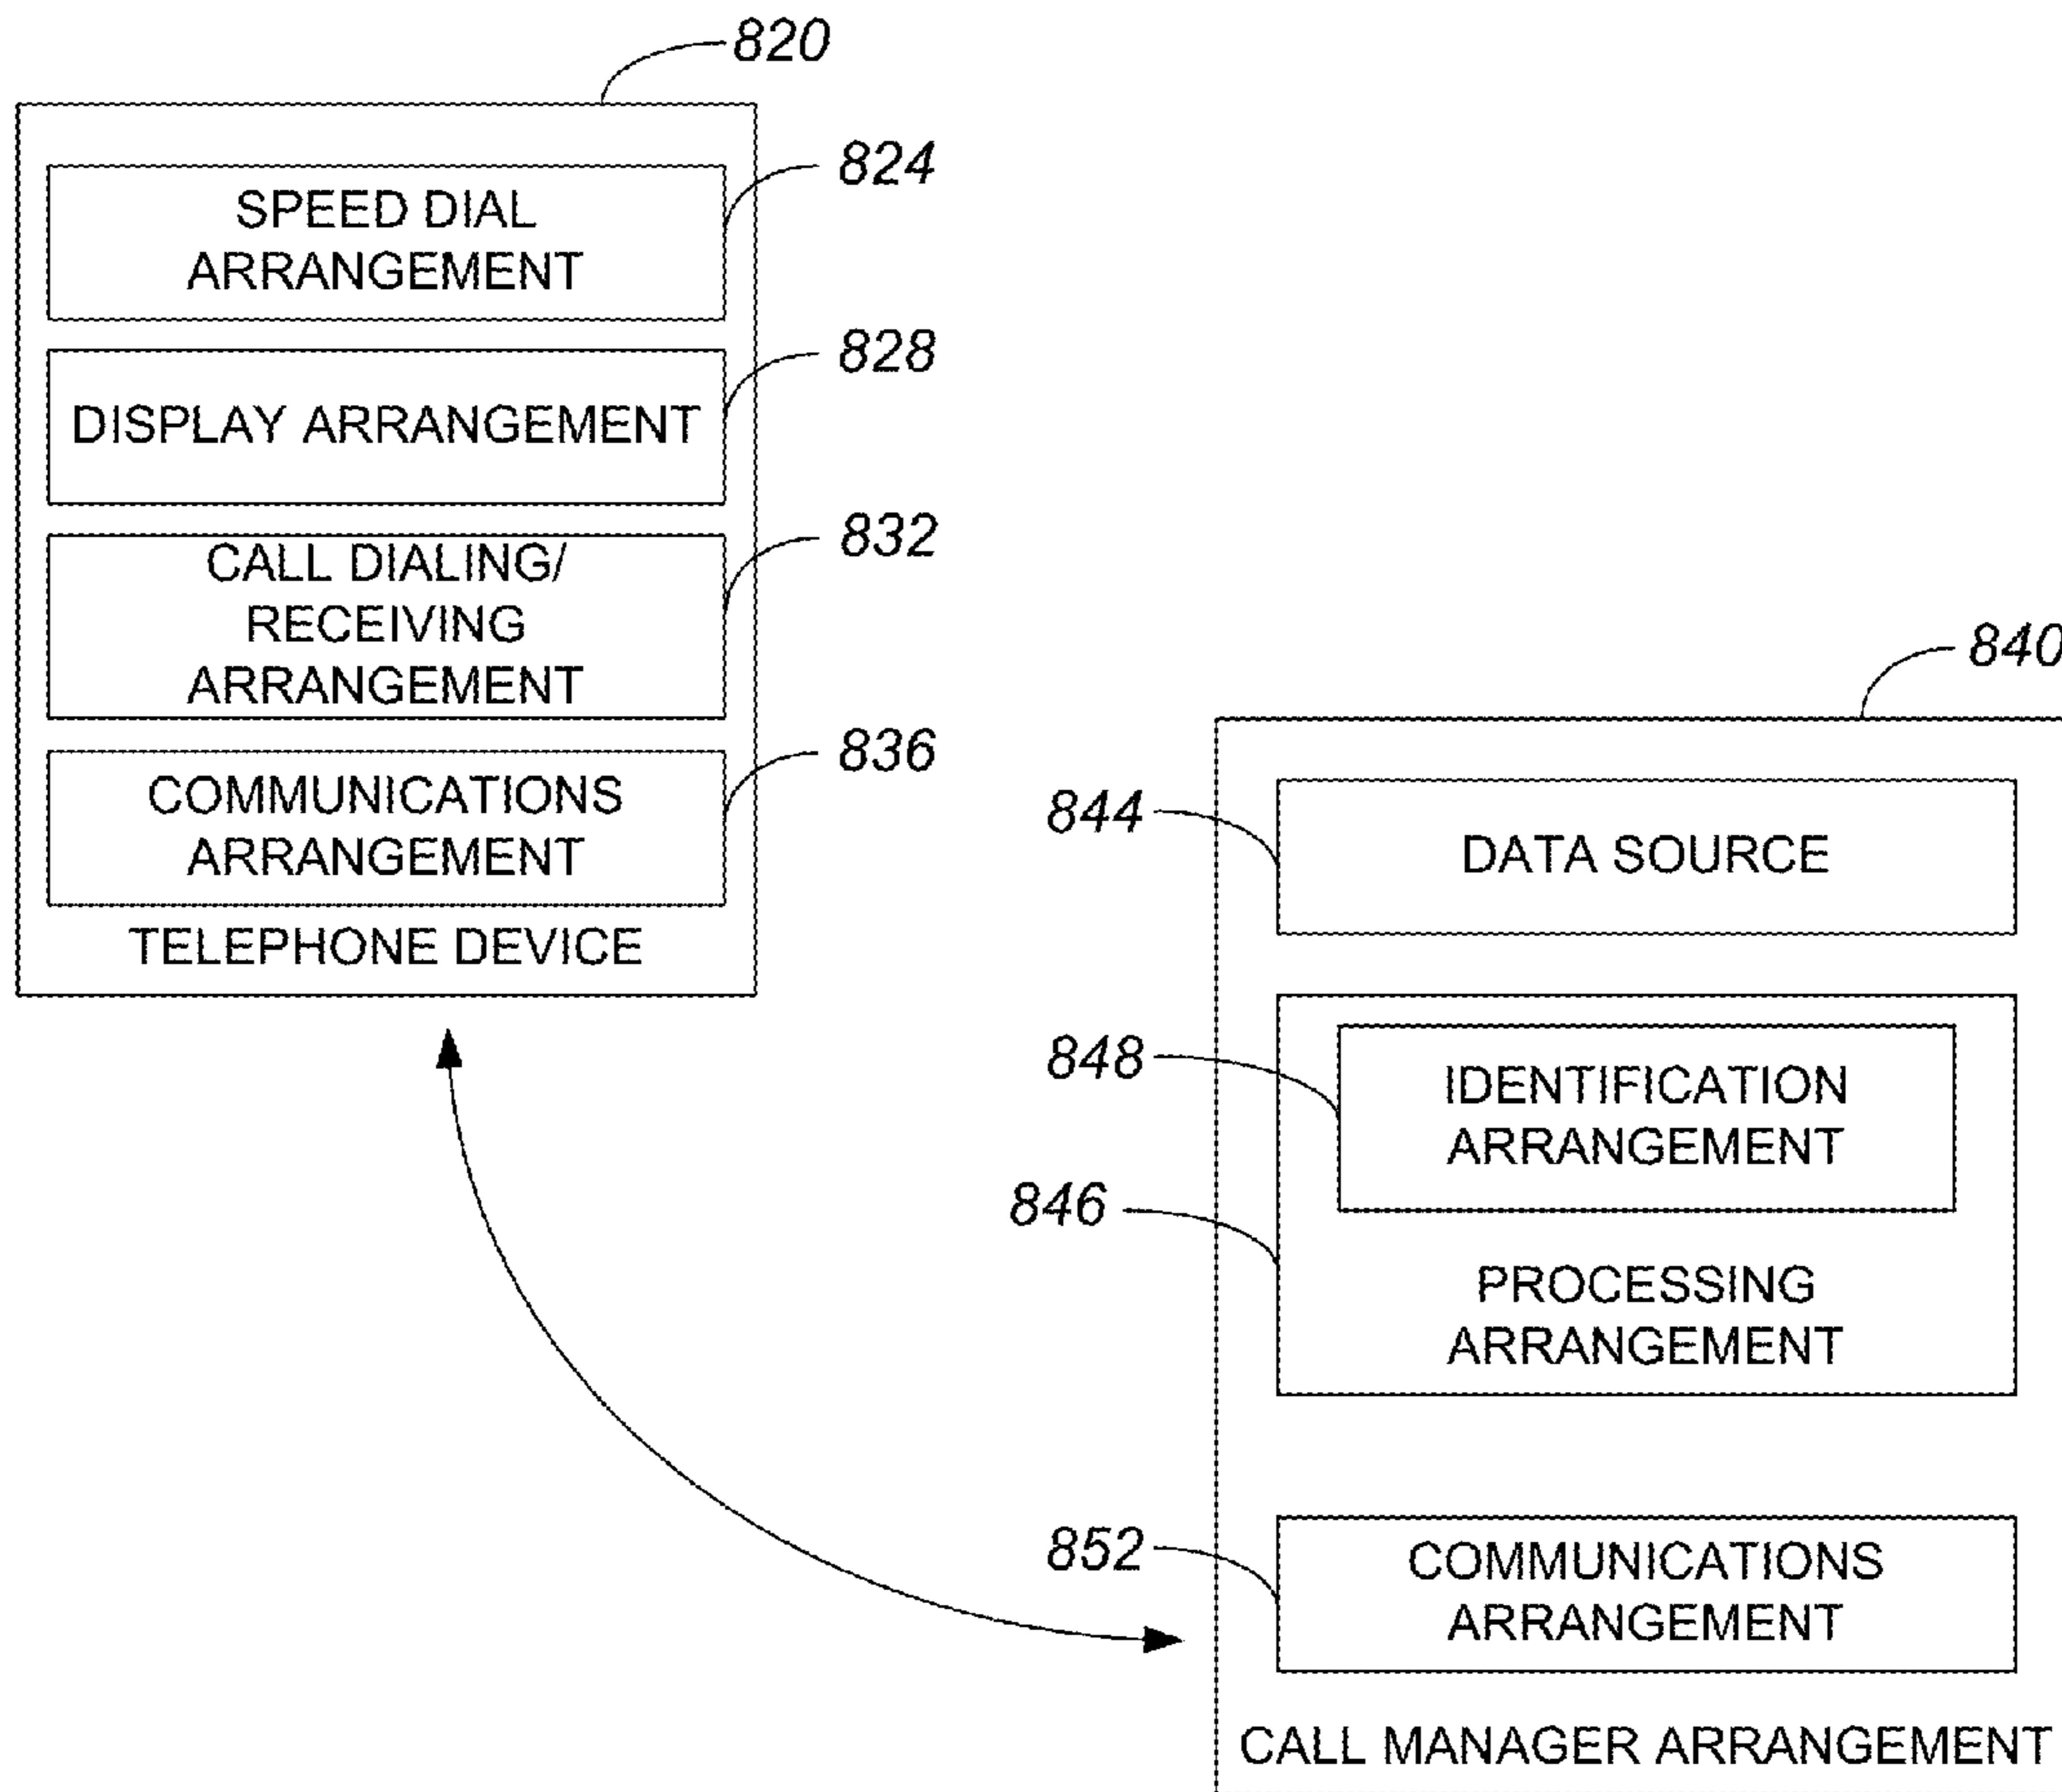 820
824
SPEED DIAL
ARRANGEMENT
828
DISPLAY ARRANGEMENT
832
CALL DIALING/
RECEIVING
ARRANGEMENT
836
COMMUNICATIONS
ARRANGEMENT
TELEPHONE DEVICE
840
844
DATA SOURCE
848
IDENTIFICATION
ARRANGEMENT
846
PROCESSING
ARRANGEMENT
852
COMMUNICATIONS
ARRANGEMENT
CALL MANAGER ARRANGEMENT